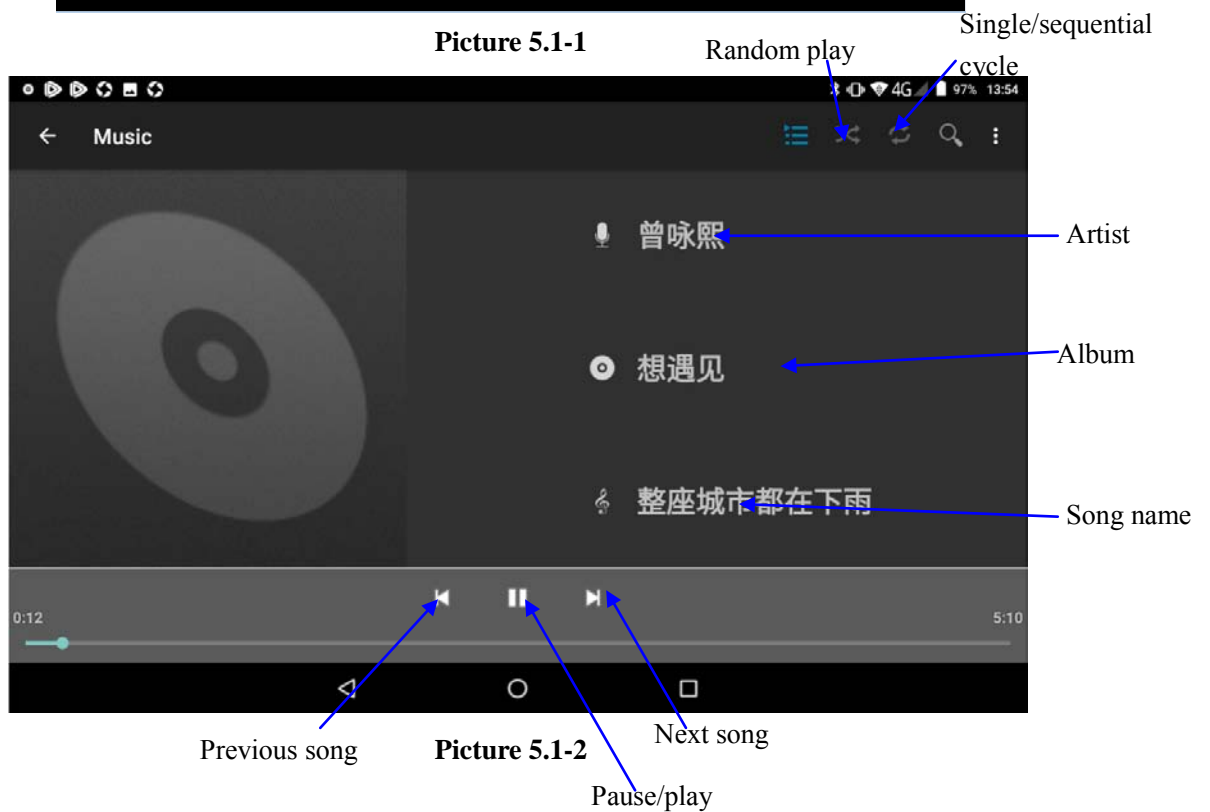 Picture 5.1-1
Random play
Single/sequential
cycle
4G 97% 13:54
Music
曾咏熙
Artist
想遇见
Album
整座城市都在下雨
Song name
0:12
5:10
Previous song
Picture 5.1-2
Next song
Pause/play